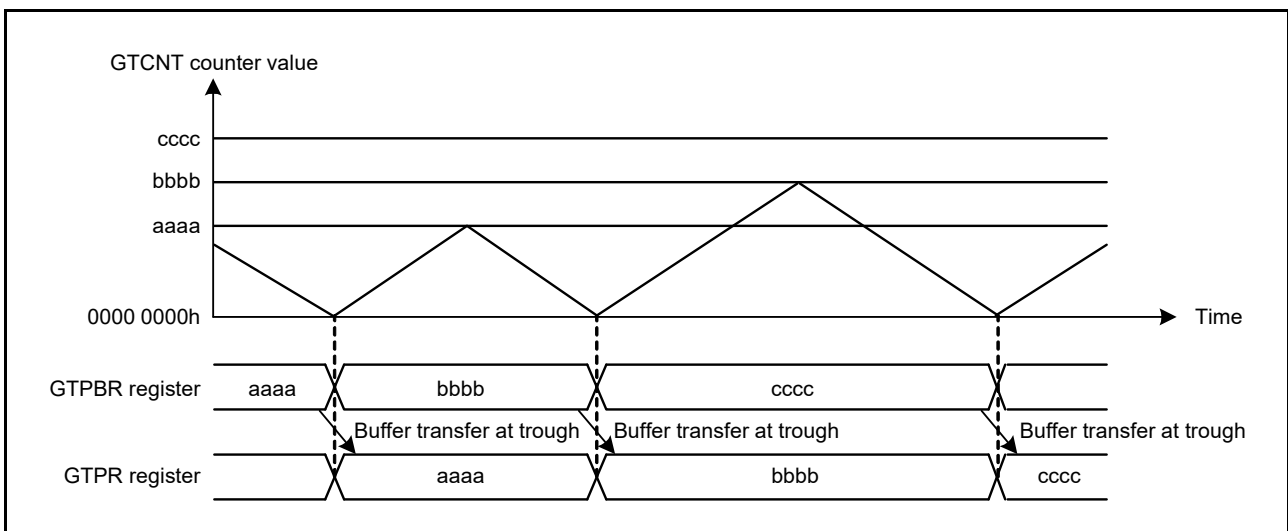 GTCNT counter value
cccc
bbbb
aaaa
0000 0000h
Time
GTPBR register
aaaa
bbbb
cccc
Buffer transfer at trough
Buffer transfer at trough
Buffer transfer at trough
GTPR register
aaaa
bbbb
cccc